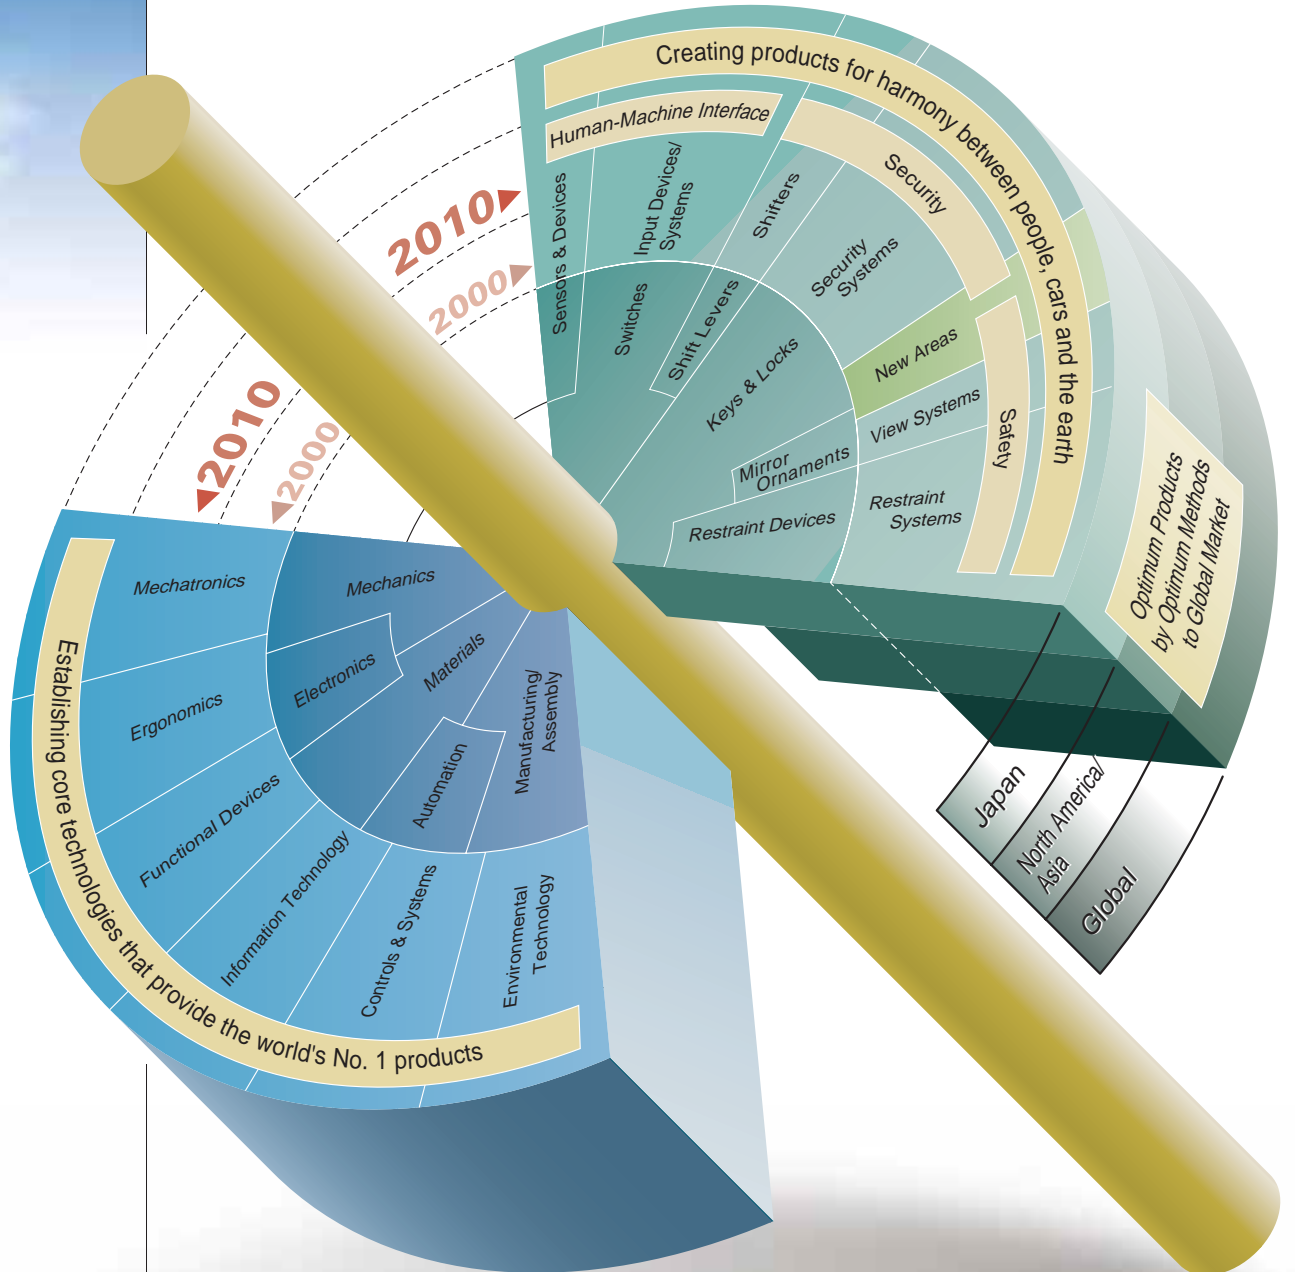 Creating products for harmony between people, cars and the earth
Human-Machine Interface
Security
Safety
Sensors & Devices
Input Devices/
Systems
Shifters
Security
Systems
New Areas
View Systems
Restraint
Systems
Switches
Shift Levers
Keys & Locks
Mirror
Ornaments
Restraint Devices
2010
2000
2010
2000
Optimum Products
by Optimum Methods
to Global Market
Japan
North America/
Asia
Global
Mechanics
Electronics
Materials
Automation
Manufacturing/
Assembly
Mechatronics
Ergonomics
Functional Devices
Information Technology
Controls & Systems
Environmental
Technology
Establishing core technologies that provide the world's No. 1 products